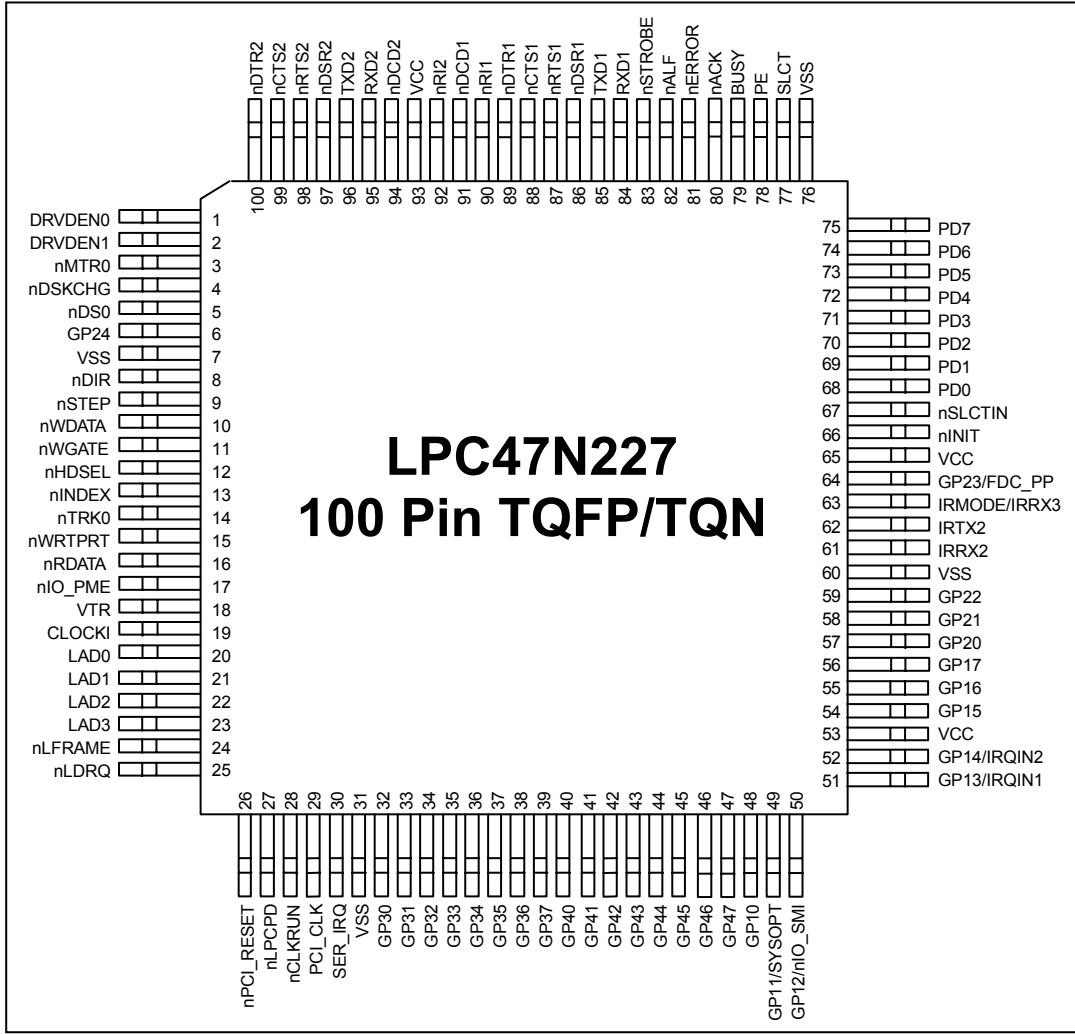 nDTR2
nCTS2
nRTS2
nDSR2
TXD2
RXD2
nDCD2
VCC
nRI2
nDCD1
nRI1
nDTR1
nCTS1
nRTS1
nDSR1
TXD1
RXD1
nSTROBE
nALF
nERROR
nACK
BUSY
PE
SLCT
VSS
100
99
98
97
96
95
94
93
92
91
90
89
88
87
86
85
84
83
82
81
80
79
78
77
76
DRVDEN0 1
DRVDEN1 2
nMTR0 3
nDSKCHG 4
nDS0 5
GP24 6
VSS 7
nDIR 8
nSTEP 9
nWDATA 10
nWGATE 11
nHDSEL 12
nINDEX 13
nTRK0 14
nWRTPRT 15
nRDATA 16
nIO_PME 17
VTR 18
CLOCKI 19
LAD0 20
LAD1 21
LAD2 22
LAD3 23
nLFRAME 24
nLDRQ 25
LPC47N227
100 Pin TQFP/TQN
75 PD7
74 PD6
73 PD5
72 PD4
71 PD3
70 PD2
69 PD1
68 PD0
67 nSLCTIN
66 nINIT
65 VCC
64 GP23/FDC_PP
63 IRMODE/IRRX3
62 IRTX2
61 IRRX2
60 VSS
59 GP22
58 GP21
57 GP20
56 GP17
55 GP16
54 GP15
53 VCC
52 GP14/IRQIN2
51 GP13/IRQIN1
26
27
28
29
30
31
32
33
34
35
36
37
38
39
40
41
42
43
44
45
46
47
48
49
50
nPCI_RESET
nLPCPD
nCLKRUN
PCI_CLK
SER_IRQ
VSS
GP30
GP31
GP32
GP33
GP34
GP35
GP36
GP37
GP40
GP41
GP42
GP43
GP44
GP45
GP46
GP47
GP10
GP11/SYSOPT
GP12/nIO_SMI